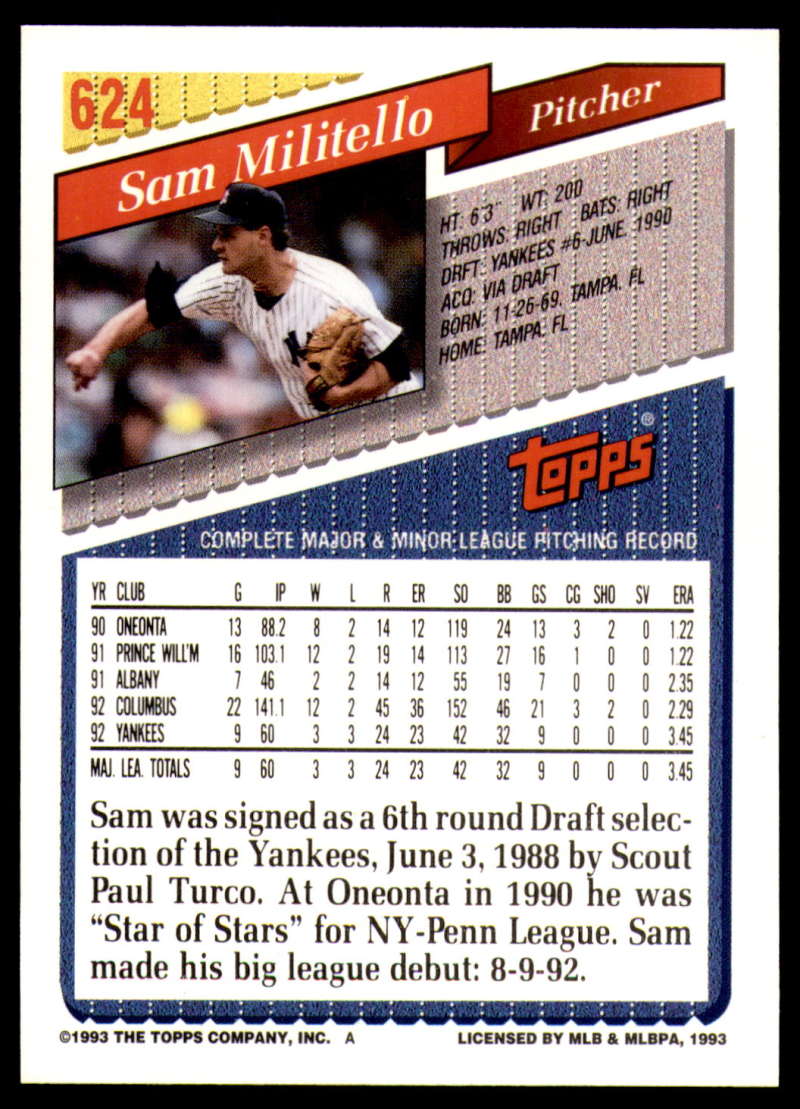 624
Sam Militello
Pitcher
HT: 6'3" WT: 200
THROWS: RIGHT BATS: RIGHT
DRFT: YANKEES #6-JUNE, 1990
ACQ: VIA DRAFT
BORN: 11-26-69, TAMPA, FL
HOME: TAMPA, FL
TOPPS®
COMPLETE MAJOR & MINOR LEAGUE PITCHING RECORD
YR CLUB G IP W L R ER SO BB GS CG SHO SV ERA
90 ONEONTA 13 88.2 8 2 14 12 119 24 13 3 2 0 1.22
91 PRINCE WILL'M 16 103.1 12 2 19 14 113 27 16 1 0 0 1.22
91 ALBANY 7 46 2 2 14 12 55 19 7 0 0 0 2.35
92 COLUMBUS 22 141.1 12 2 45 36 152 46 21 3 2 0 2.29
92 YANKEES 9 60 3 3 24 23 42 32 9 0 0 0 3.45
MAJ. LEA. TOTALS 9 60 3 3 24 23 42 32 9 0 0 0 3.45
Sam was signed as a 6th round Draft selec-
tion of the Yankees, June 3, 1988 by Scout
Paul Turco. At Oneonta in 1990 he was
“Star of Stars” for NY-Penn League. Sam
made his big league debut: 8-9-92.
©1993 THE TOPPS COMPANY, INC. A LICENSED BY MLB & MLBPA, 1993